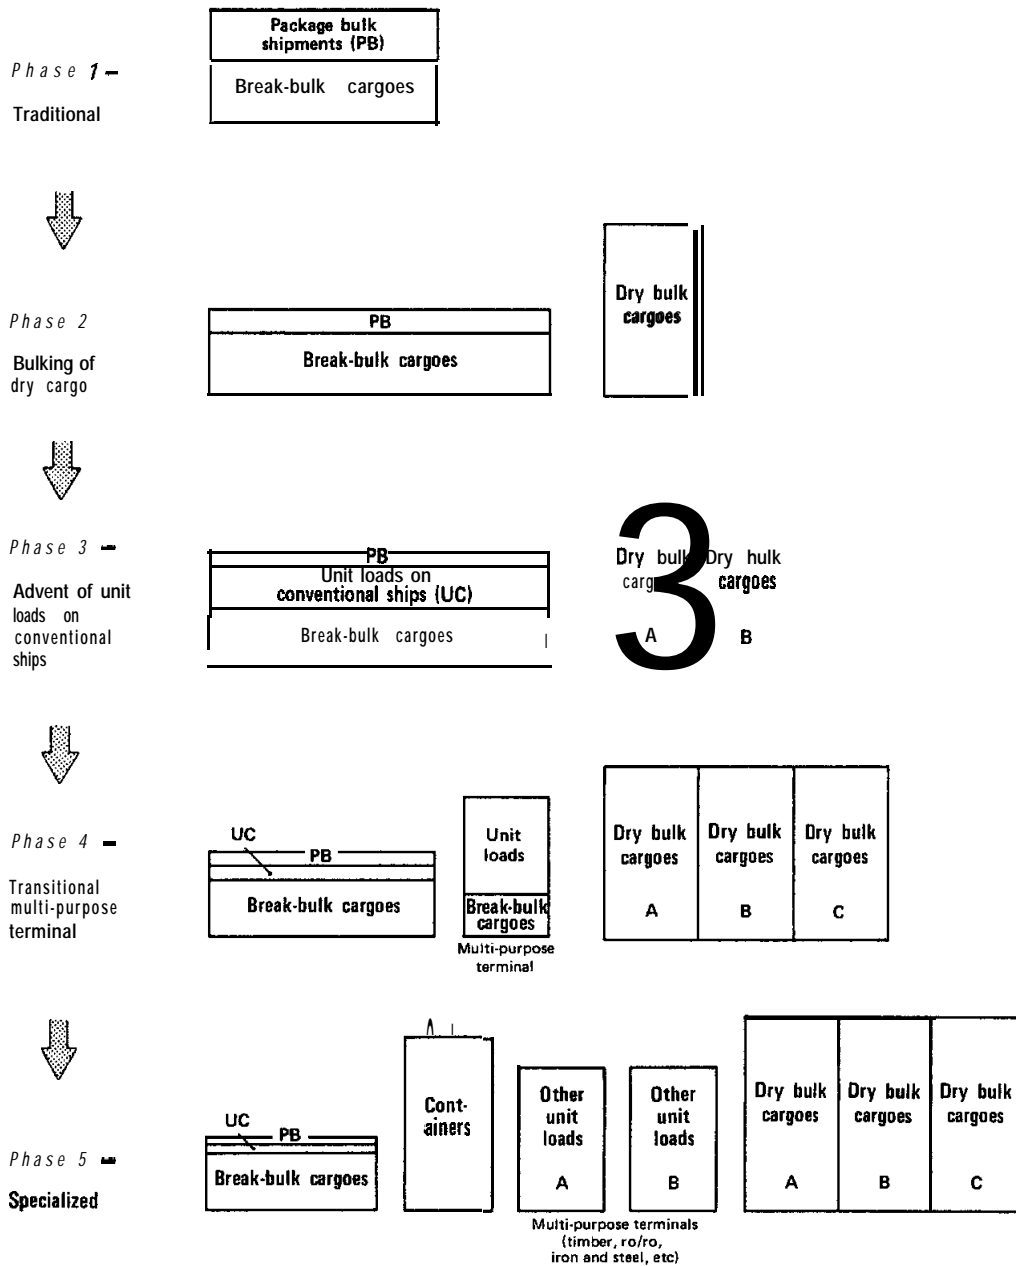 Package bulk
shipments (PB)
Phase 1 –
Break-bulk cargoes
Traditional
Phase 2
Bulking of
dry cargo
PB
Break-bulk cargoes
Dry bulk
cargoes
Phase 3 –
Advent of unit
loads on
conventional
ships
PB
Unit loads on
conventional ships (UC)
Break-bulk cargoes
Dry bulk
carg
A
Dry hulk
cargoes
B
3
Phase 4 –
Transitional
multi-purpose
terminal
UC
PB
Break-bulk cargoes
Unit
loads
Break-bulk
cargoes
Multi-purpose
terminal
Dry bulk
cargoes
A
Dry bulk
cargoes
B
Dry bulk
cargoes
C
Phase 5 –
Specialized
UC
PB
Break-bulk cargoes
Cont-
ainers
Other
unit
loads
A
Other
unit
loads
B
Multi-purpose terminals
(timber, ro/ro,
iron and steel, etc)
Dry bulk
cargoes
A
Dry bulk
cargoes
B
Dry bulk
cargoes
C